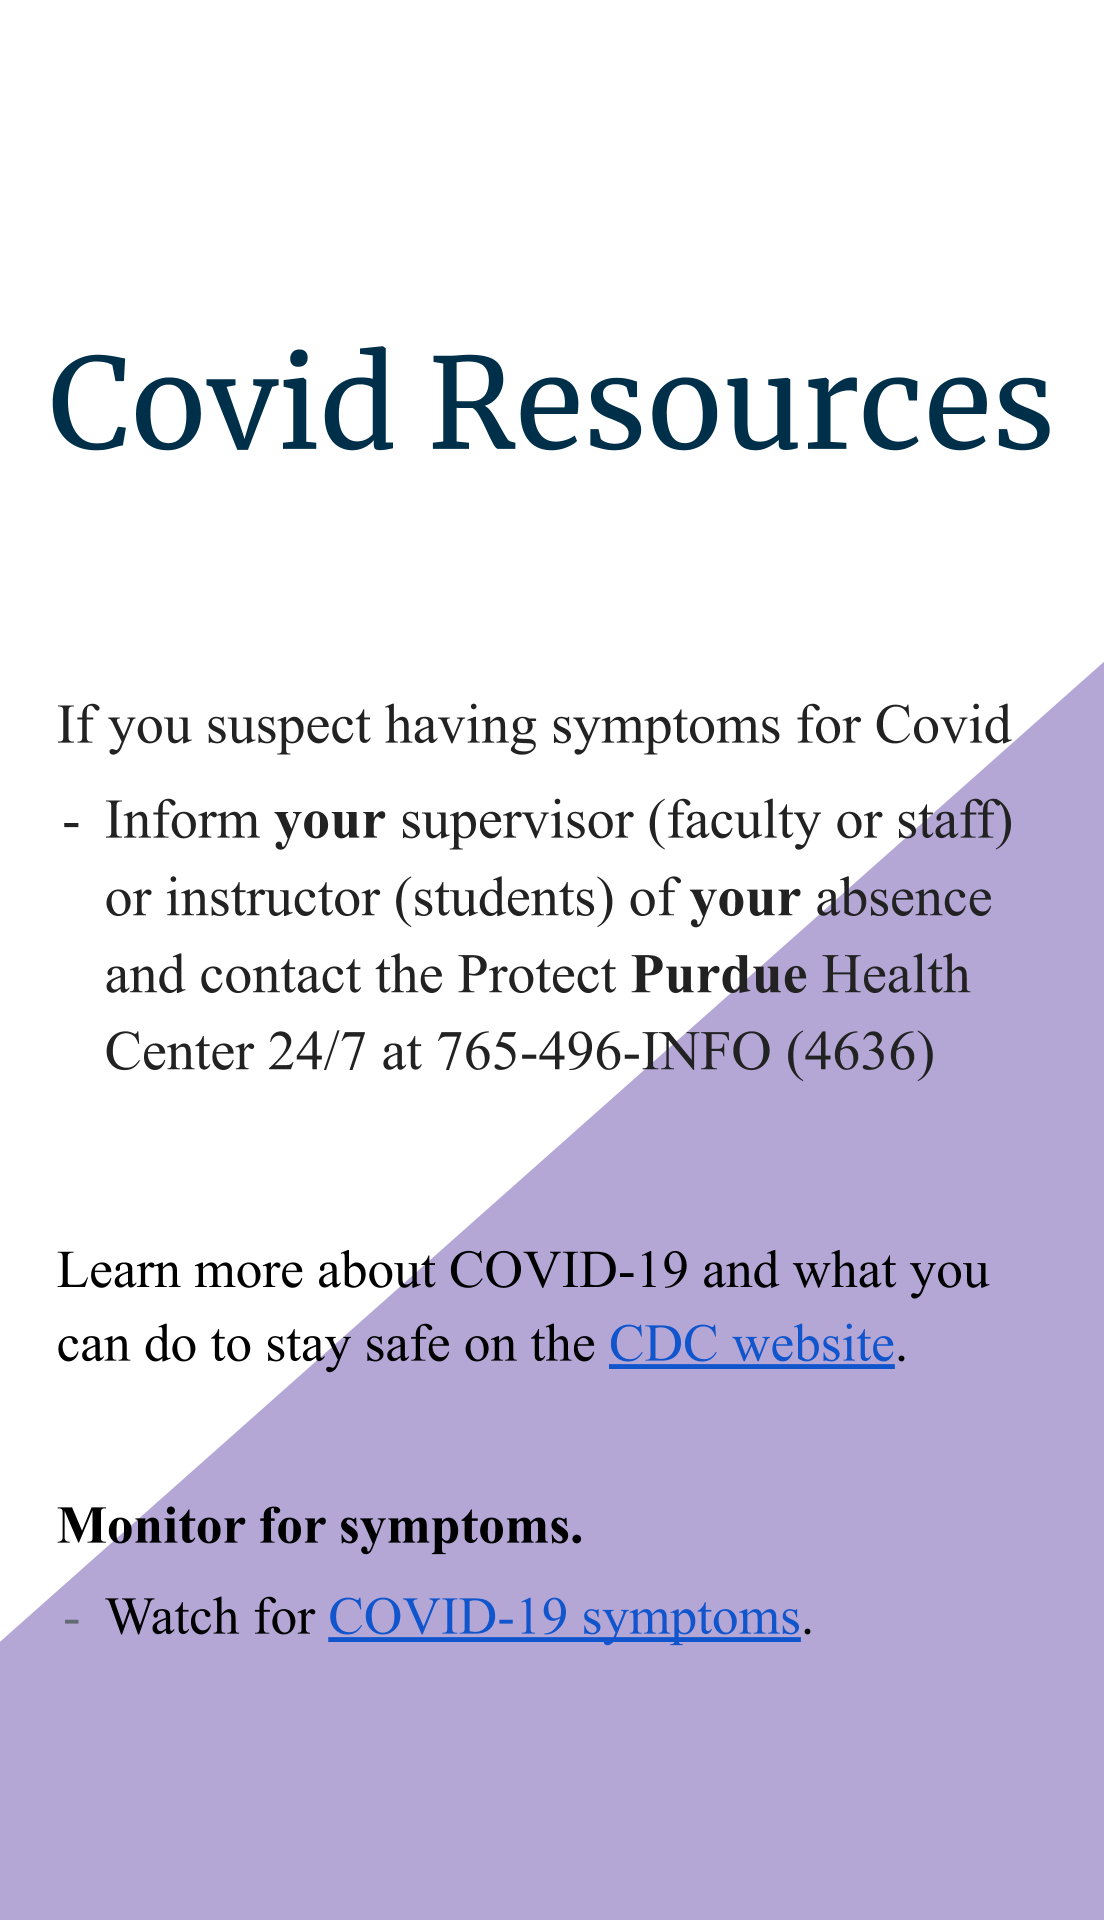 Covid Resources
If you suspect having symptoms for Covid
- Inform your supervisor (faculty or staff)
or instructor (students) of your absence
and contact the Protect Purdue Health
Center 24/7 at 765-496-INFO (4636)
Learn more about COVID-19 and what you
can do to stay safe on the CDC website.
Monitor for symptoms.
- Watch for COVID-19 symptoms.